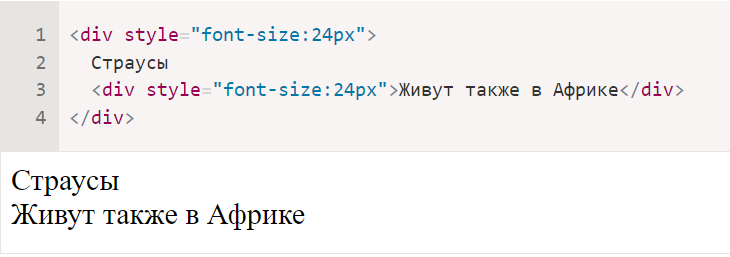 1 <div style="font-size:24px">
2 Страусы
3 <div style="font-size:24px">Живут также в Африке</div>
4 </div>
Страусы
Живут также в Африке